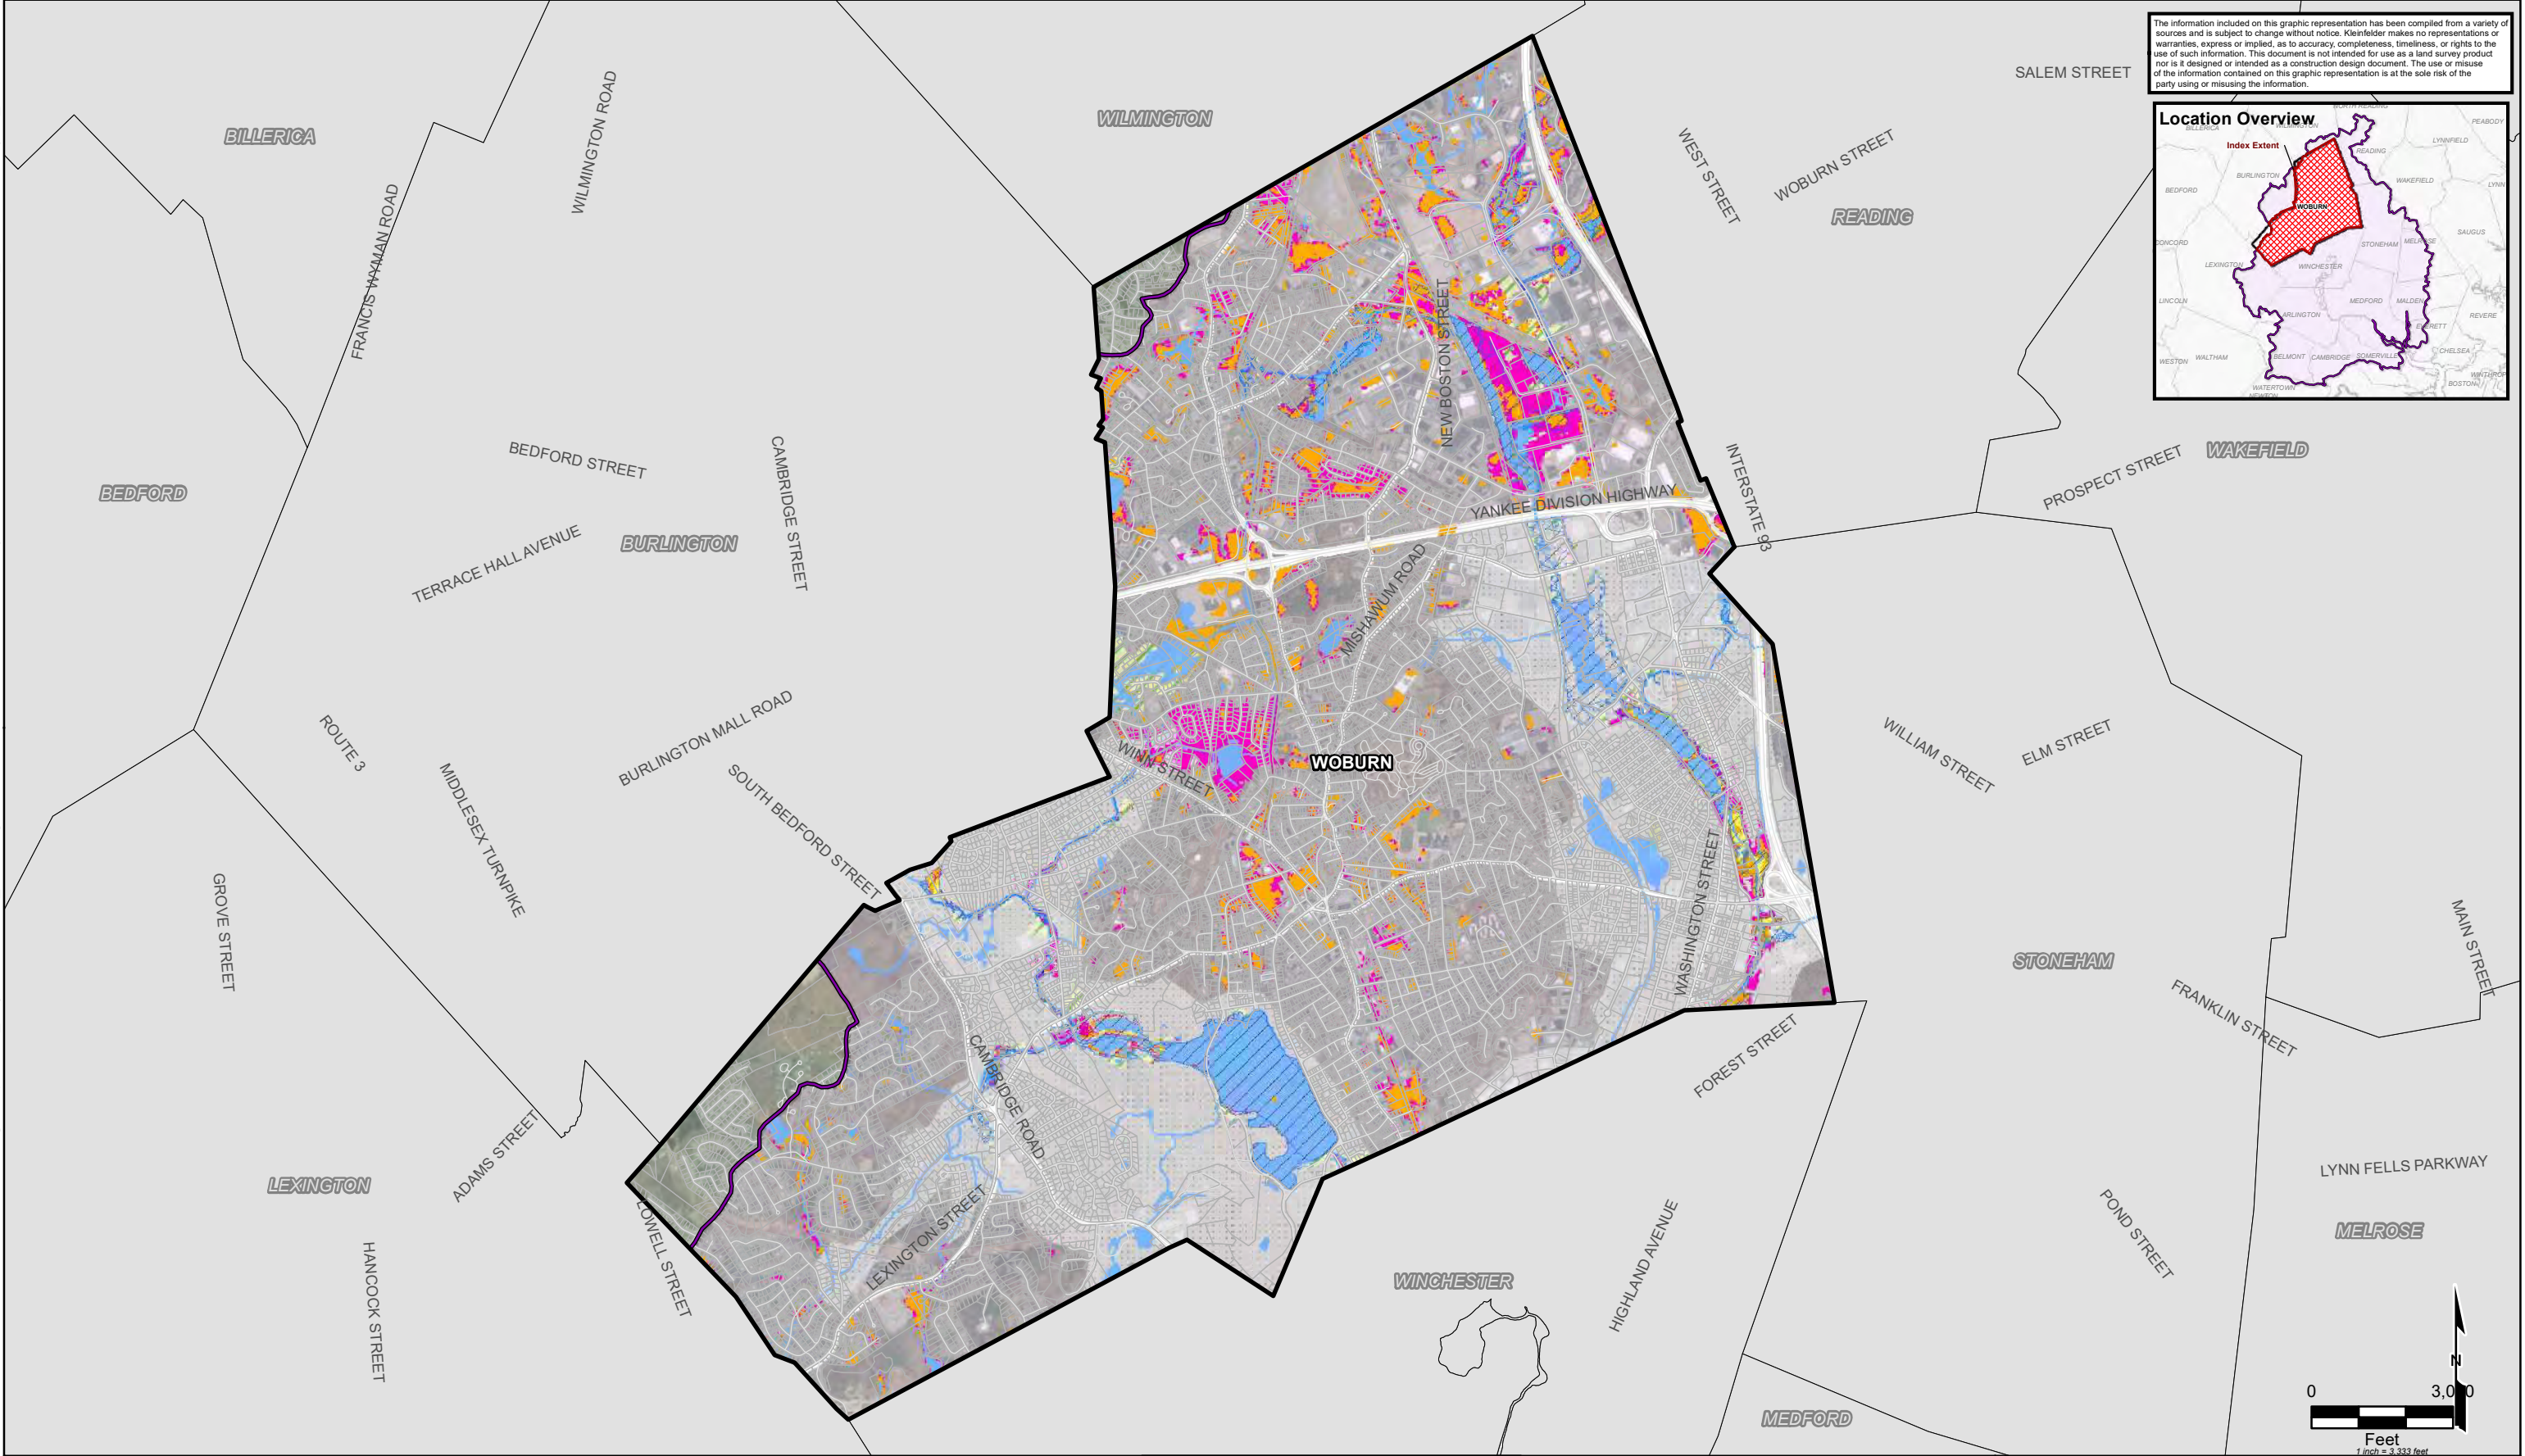 The information included on this graphic representation has been compiled from a variety of
sources and is subject to change without notice. Kleinfelder makes no representations or
warranties, express or implied, as to accuracy, completeness, timeliness, or rights to the
use of such information. This document is not intended for use as a land survey product
nor is it designed or intended as a construction design document. The use or misuse
of the information contained on this graphic representation is at the sole risk of the
party using or misusing the information.
SALEM STREET
WILMINGTON ROAD
WILMINGTON
BILLERICA
WEST STREET
WOBURN STREET
READING
FRANCIS WYMAN ROAD
Location Overview
NORTH READING
BILLERICA
WILMINGTON
PEABODY
Index Extent
LYNNFIELD
READING
BURLINGTON
WAKEFIELD
BEDFORD
LYNN
WOBURN
SAUGUS
CONCORD
STONEHAM
MELROSE
LEXINGTON
WINCHESTER
LINCOLN
MEDFORD
MALDEN
ARLINGTON
REVERE
EVERETT
CHELSEA
WESTON
WALTHAM
BELMONT
CAMBRIDGE
SOMERVILLE
WINTHROP
WATERTOWN
BOSTON
NEWTON
NEW BOSTON STREET
BEDFORD STREET
CAMBRIDGE STREET
INTERSTATE 93
PROSPECT STREET
WAKEFIELD
BEDFORD
YANKEE DIVISION HIGHWAY
TERRACE HALL AVENUE
BURLINGTON
MISHAWUM ROAD
ROUTE 3
BURLINGTON MALL ROAD
WILLIAM STREET
ELM STREET
WINN STREET
WOBURN
MIDDLESEX TURNPIKE
SOUTH BEDFORD STREET
GROVE STREET
WASHINGTON STREET
MAIN STREET
STONEHAM
FRANKLIN STREET
CAMBRIDGE ROAD
FOREST STREET
ADAMS STREET
LEXINGTON
LYNN FELLS PARKWAY
LOWELL STREET
LEXINGTON STREET
POND STREET
MELROSE
HANCOCK STREET
WINCHESTER
HIGHLAND AVENUE
MEDFORD
N
0
Feet
1 inch = 3,333 feet